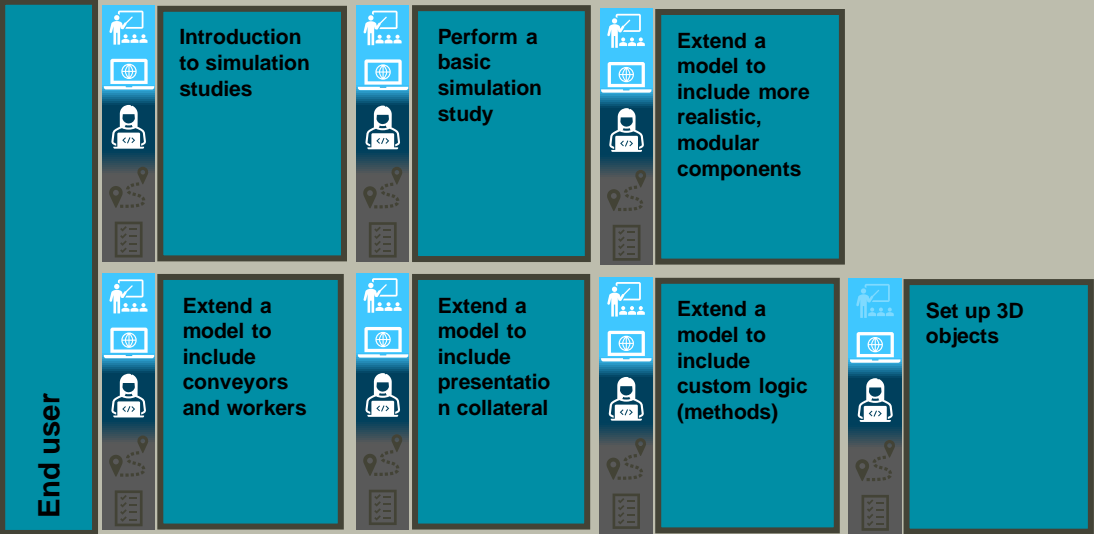 End user
Introduction
to simulation
studies
Perform a
basic
simulation
study
Extend a
model to
include more
realistic,
modular
components
Extend a
model to
include
conveyors
and workers
Extend a
model to
include
presentatio
n collateral
Extend a
model to
include
custom logic
(methods)
Set up 3D
objects